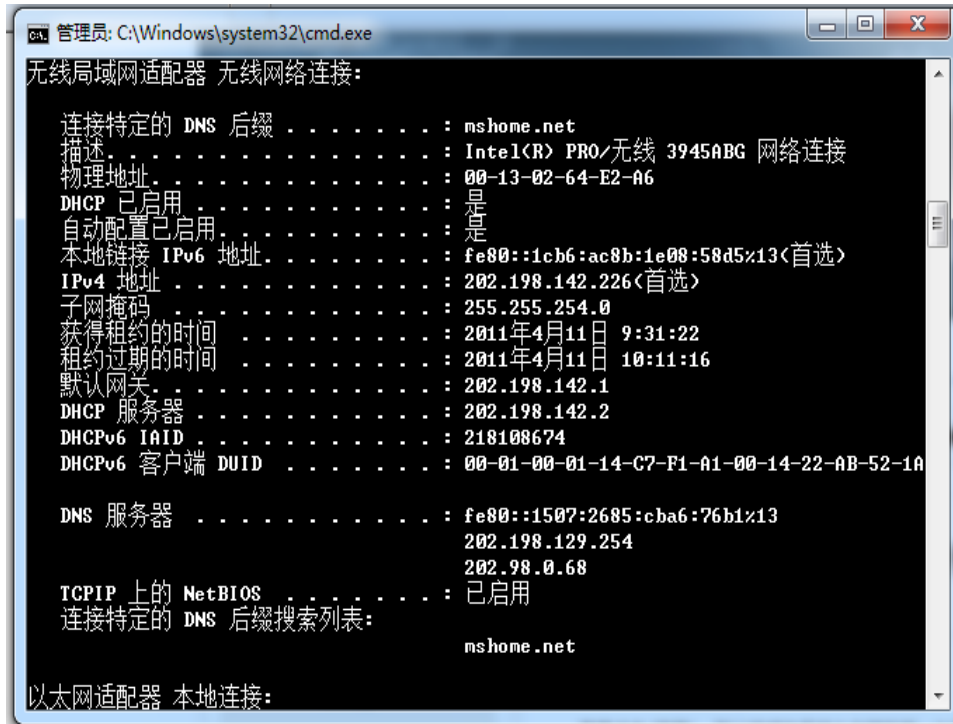 管理员: C:\Windows\system32\cmd.exe
无线局域网适配器 无线网络连接:
连接特定的 DNS 后缀 . . . . . . . : mshome.net
描述. . . . . . . . . . . . . . . : Intel(R) PRO/无线 3945ABG 网络连接
物理地址. . . . . . . . . . . . . : 00-13-02-64-E2-A6
DHCP 已启用 . . . . . . . . . . . : 是
自动配置已启用. . . . . . . . . . : 是
本地链接 IPv6 地址. . . . . . . . : fe80::1cb6:ac8b:1e08:58d5%13(首选)
IPv4 地址 . . . . . . . . . . . . : 202.198.142.226(首选)
子网掩码 . . . . . . . . . . . . : 255.255.254.0
获得租约的时间 . . . . . . . . . : 2011年4月11日 9:31:22
租约过期的时间 . . . . . . . . . : 2011年4月11日 10:11:16
默认网关. . . . . . . . . . . . . : 202.198.142.1
DHCP 服务器 . . . . . . . . . . . : 202.198.142.2
DHCPv6 IAID . . . . . . . . . . . : 218108674
DHCPv6 客户端 DUID . . . . . . . : 00-01-00-01-14-C7-F1-A1-00-14-22-AB-52-1A
DNS 服务器 . . . . . . . . . . . : fe80::1507:2685:cba6:76b1%13
202.198.129.254
202.98.0.68
TCPIP 上的 NetBIOS . . . . . . . : 已启用
连接特定的 DNS 后缀搜索列表:
mshome.net
以太网适配器 本地连接: